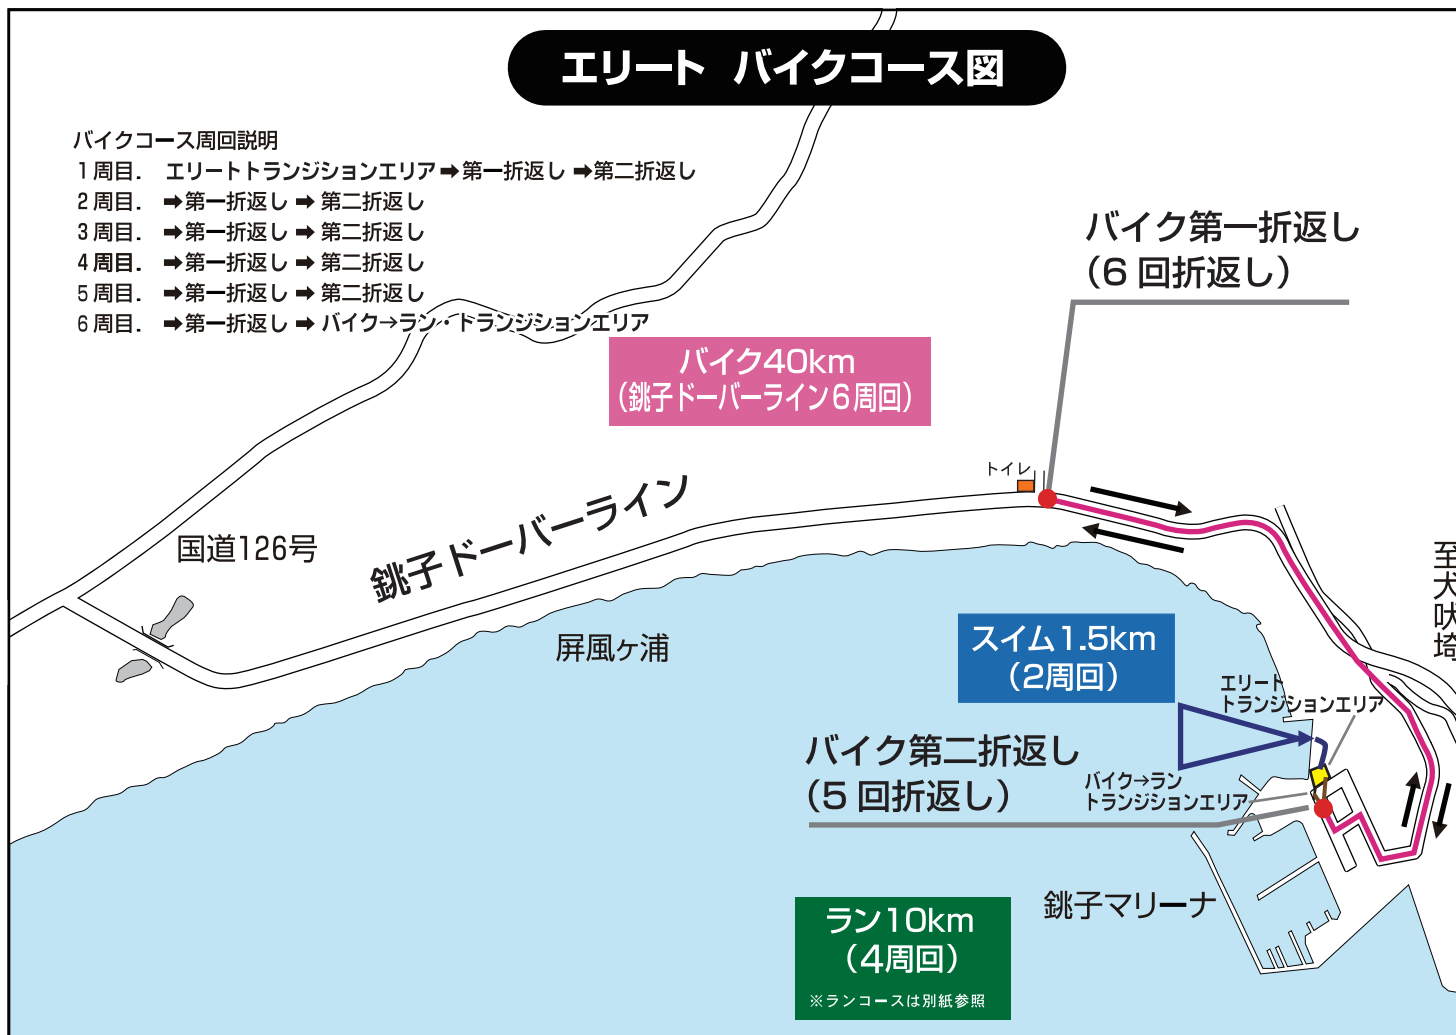 エリート バイクコース図
バイクコース周回説明
1周目． エリートトランジションエリア➡第一折返し ➡第二折返し
2周目． ➡第一折返し ➡ 第二折返し
3周目． ➡第一折返し ➡ 第二折返し
4周目． ➡第一折返し ➡ 第二折返し
5周目． ➡第一折返し ➡ 第二折返し
6周目． ➡第一折返し ➡ バイク→ラン・トランジションエリア
バイク第一折返し
（6回折返し）
バイク40km
（銚子ドーバーライン6周回）
トイレ
銚子ドーバーライン
国道126号
屏風ヶ浦
至犬吠埼
スイム1.5km
（2周回）
エリート
トランジションエリア
バイク第二折返し
（5回折返し）
バイク→ラン
トランジションエリア
銚子マリーナ
ラン10km
（4周回）
※ランコースは別紙参照